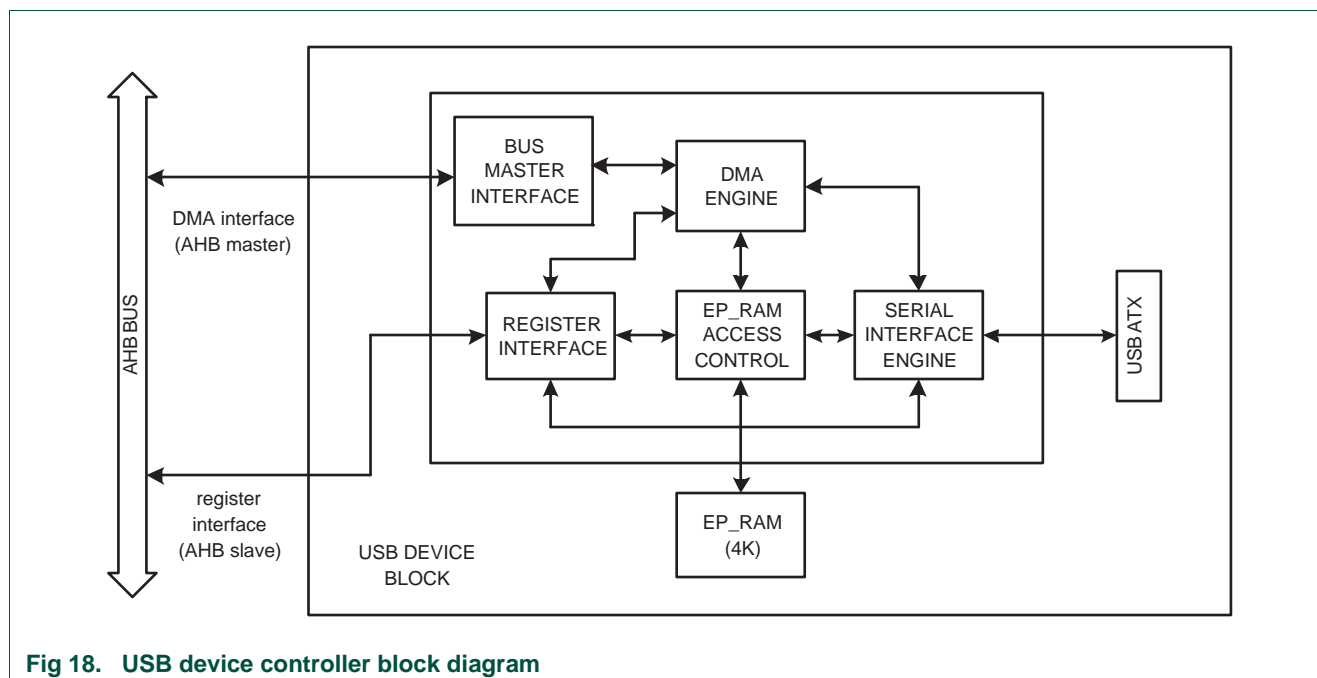 BUS
MASTER
INTERFACE
DMA
ENGINE
DMA interface
(AHB master)
AHB BUS
REGISTER
INTERFACE
EP_RAM
ACCESS
CONTROL
SERIAL
INTERFACE
ENGINE
USB ATX
register
interface
(AHB slave)
USB DEVICE
BLOCK
EP_RAM
(4K)
Fig 18. USB device controller block diagram